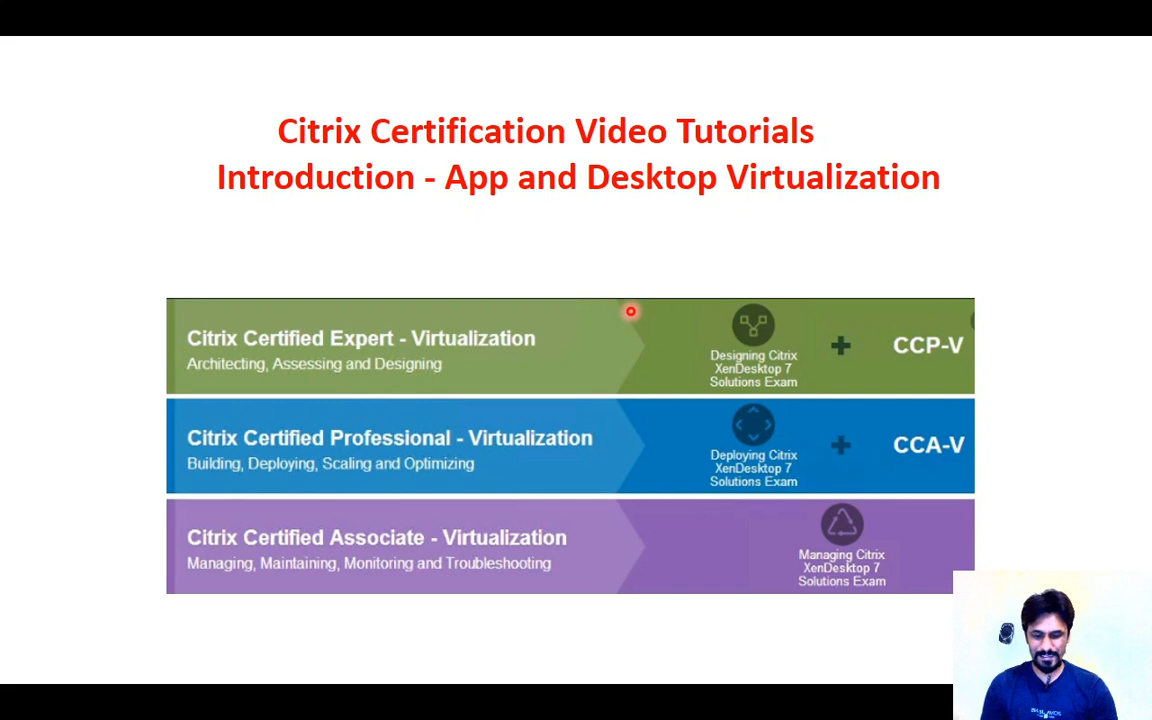 Citrix Certification Video Tutorials
Introduction - App and Desktop Virtualization
Citrix Certified Expert - Virtualization
Architecting, Assessing and Designing
Designing Citrix
XenDesktop 7
Solutions Exam
CCP-V
Citrix Certified Professional - Virtualization
Building, Deploying, Scaling and Optimizing
Deploying Citrix
XenDesktop 7
Solutions Exam
CCA-V
Citrix Certified Associate - Virtualization
Managing, Maintaining, Monitoring and Troubleshooting
Managing Citrix
XenDesktop 7
Solutions Exam